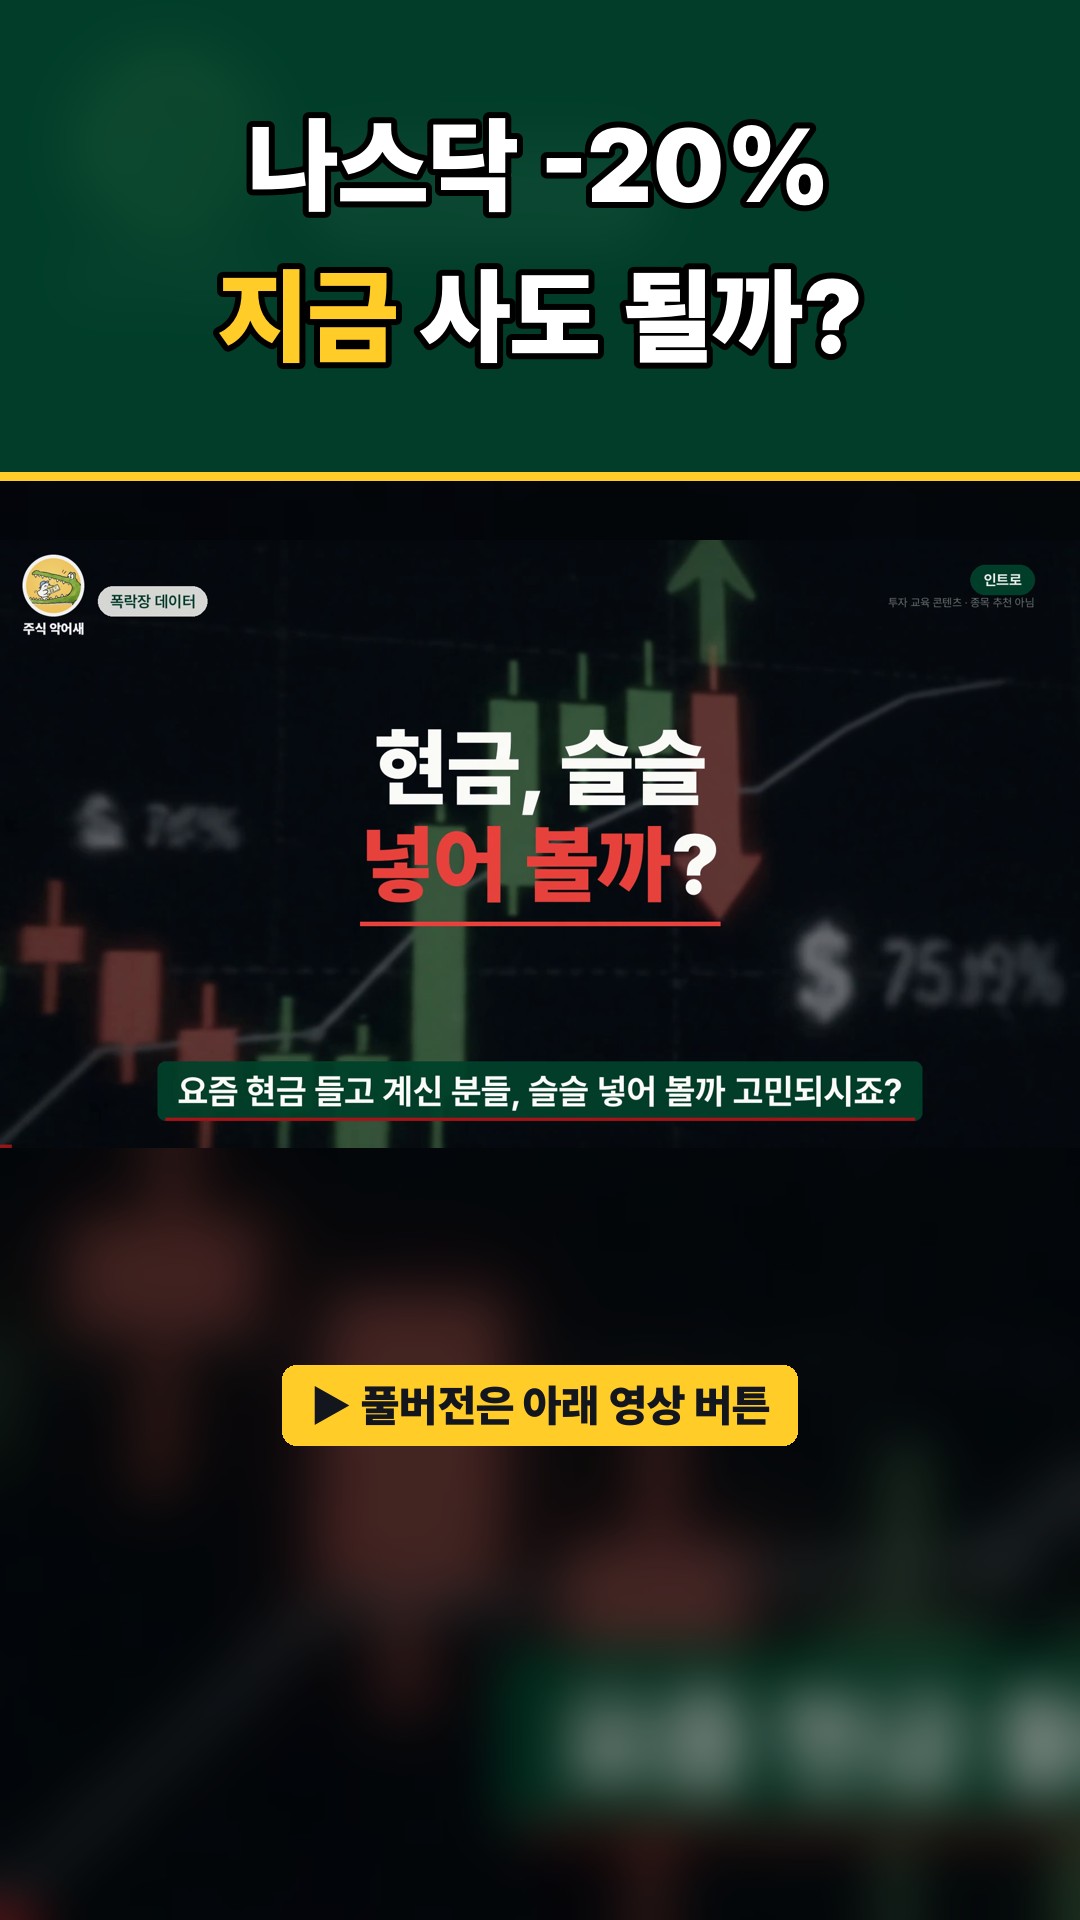 나스닥 -20%
지금 사도 될까?
주식 악어새
폭락장 데이터
인트로
투자 교육 콘텐츠 · 종목 추천 아님
현금, 슬슬
넣어 볼까?
$ 75.19%
요즘 현금 들고 계신 분들, 슬슬 넣어 볼까 고민되시죠?
▶ 풀버전은 아래 영상 버튼